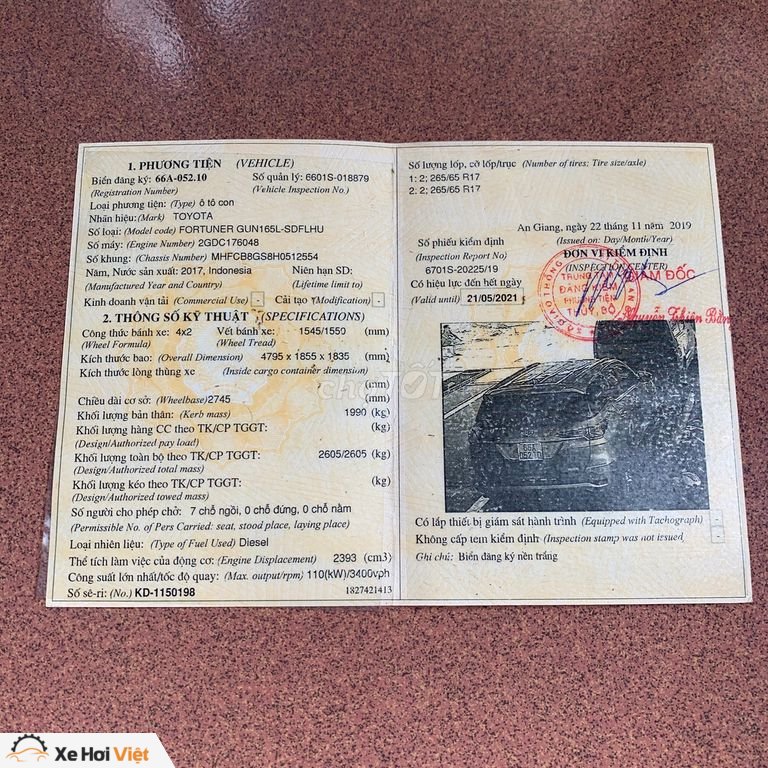 1. PHƯƠNG TIỆN (VEHICLE)
Biển đăng ký: 66A-052.10 Số quản lý: 6601S-018879
(Registration Number) (Vehicle Inspection No.)
Loại phương tiện: (Type) ô tô con
Nhãn hiệu: (Mark) TOYOTA
Số loại: (Model code) FORTUNER GUN165L-SDFLHU
Số máy: (Engine Number) 2GDC176048
Số khung: (Chassis Number) MHFCB8GS8H0512554
Năm, Nước sản xuất: 2017, Indonesia Niên hạn SD:
(Manufactured Year and Country) (Lifetime limit to)
Kinh doanh vận tải (Commercial Use) - Cải tạo (Modification) -
2. THÔNG SỐ KỸ THUẬT (SPECIFICATIONS)
Công thức bánh xe: 4x2 Vết bánh xe: 1545/1550 (mm)
(Wheel Formula) (Wheel Tread)
Kích thước bao: (Overall Dimension) 4795 x 1855 x 1835 (mm)
Kích thước lòng thùng xe (Inside cargo container dimension)
(mm)
Chiều dài cơ sở: (Wheelbase) 2745 (mm)
Khối lượng bản thân: (Kerb mass) 1990 (kg)
Khối lượng hàng CC theo TK/CP TGGT: (kg)
(Design/Authorized pay load)
Khối lượng toàn bộ theo TK/CP TGGT: 2605/2605 (kg)
(Design/Authorized total mass)
Khối lượng kéo theo TK/CP TGGT: (kg)
(Design/Authorized towed mass)
Số người cho phép chở: 7 chỗ ngồi, 0 chỗ đứng, 0 chỗ nằm
(Permissible No. of Pers Carried: seat, stood place, laying place)
Loại nhiên liệu: (Type of Fuel Used) Diesel
Thể tích làm việc của động cơ: (Engine Displacement) 2393 (cm3)
Công suất lớn nhất/tốc độ quay: (Max. output/rpm) 110(kW)/3400vph
Số sê-ri: (No.) KD-1150198 1827421413
Số lượng lốp, cỡ lốp/trục (Number of tires; Tire size/axle)
1: 2; 265/65 R17
2: 2; 265/65 R17
An Giang, ngày 22 tháng 11 năm 2019
Số phiếu kiểm định (Issued on: Day/Month/Year)
(Inspection Report No) ĐƠN VỊ KIỂM ĐỊNH
6701S-20225/19 (INSPECTION CENTER)
Có hiệu lực đến hết ngày GIÁM ĐỐC
(Valid until) 21/05/2021
TRUNG TÂM
ĐĂNG KIỂM
PHƯƠNG TIỆN
THỦY BỘ
Nguyễn Thiện Bằng
chợTỐT
66A
052.10
Có lắp thiết bị giám sát hành trình (Equipped with Tachograph) -
Không cấp tem kiểm định (Inspection stamp was not issued) -
Ghi chú: Biển đăng ký nền trắng
Xe Hơi Việt